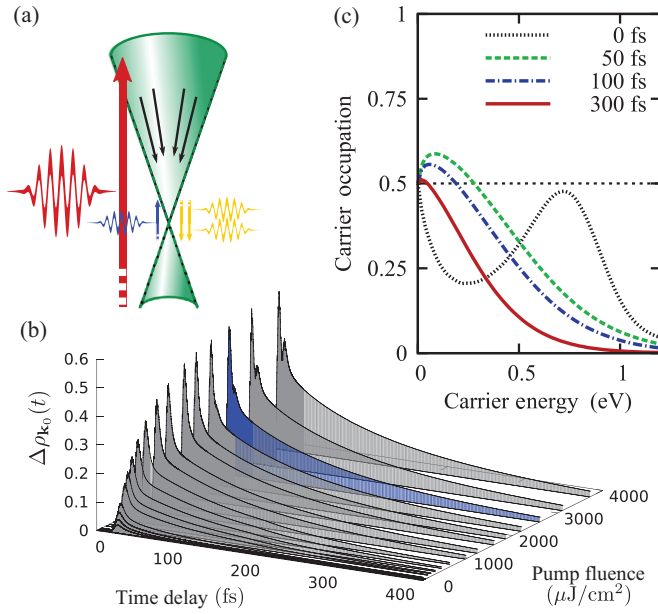 (a)
(c)
1
0.75
0.5
0.25
0
Carrier occupation
0 fs
50 fs
100 fs
300 fs
0
0.5
1
Carrier energy (eV)
(b)
0.6
0.5
0.4
0.3
0.2
0.1
0
Δρk₀(t)
0
100
200
300
400
Time delay (fs)
0
1000
2000
3000
4000
Pump fluence
(μJ/cm²)